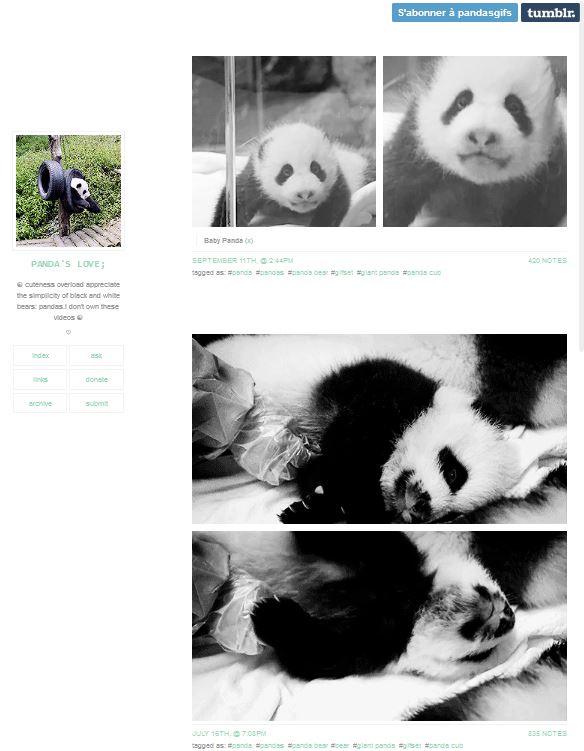 S'abonner à pandasgifs
tumblr.
PANDA'S LOVE;
☯ cuteness overload appreciate
the simplicity of black and white
bears: pandas.I don't own these
videos ☯
♡
index
ask
links
donate
archive
submit
Baby Panda (x)
SEPTEMBER 11TH, @ 2:44PM
420 NOTES
tagged as: #panda #pandas #panda bear #gifset #giant panda #panda cub
JULY 16TH, @ 7:08PM
835 NOTES
tagged as: #panda #pandas #panda bear #bear #giant panda #gifset #panda cub